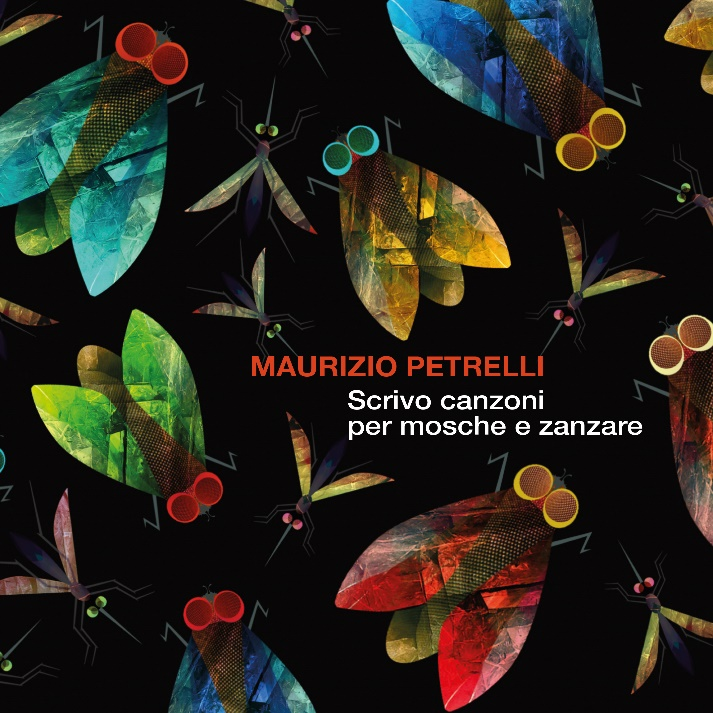 MAURIZIO PETRELLI
Scrivo canzoni
per mosche e zanzare